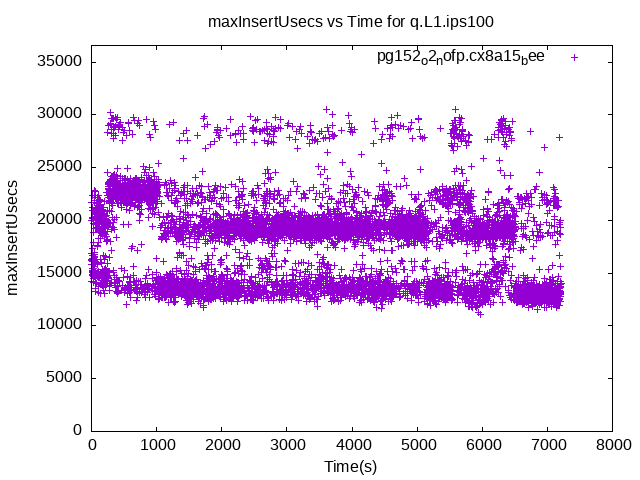 maxInsertUsecs vs Time for q.L1.ips100
pg152ₒ2ₙofp.cx8a15_bee
35000
30000
25000
20000
15000
10000
5000
0
maxInsertUsecs
0 1000 2000 3000 4000 5000 6000 7000 8000
Time(s)